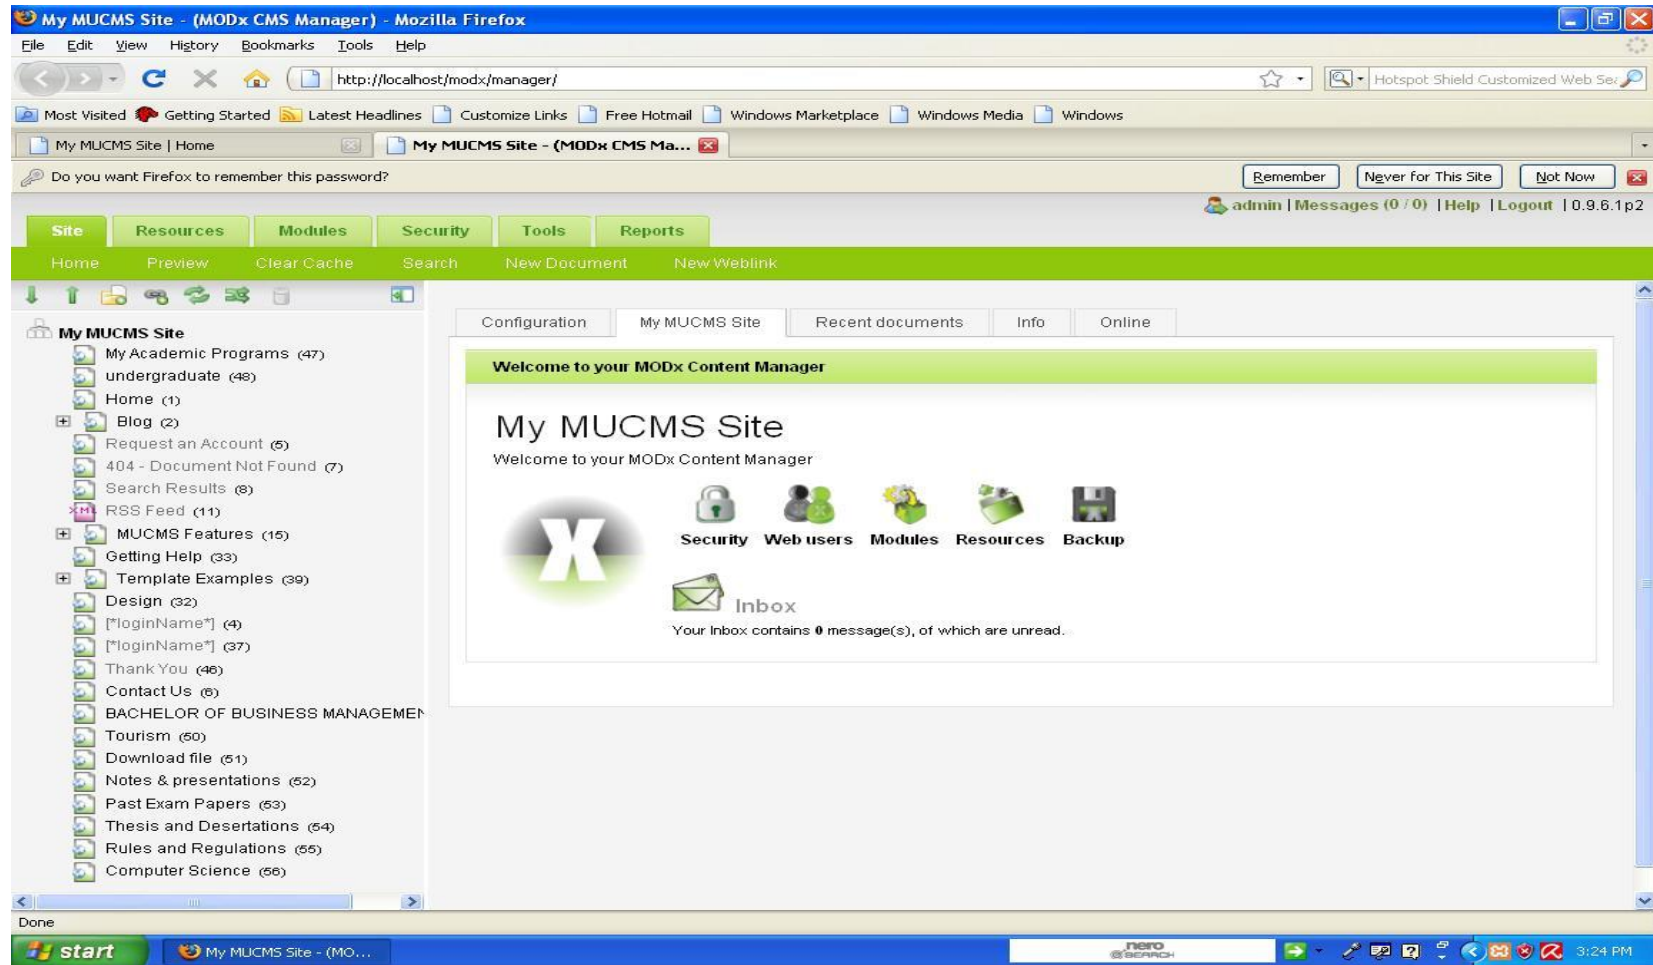 My MUCMS Site - (MODx CMS Manager) - Mozilla Firefox
File Edit View History Bookmarks Tools Help
http://localhost/modx/manager/ Hotspot Shield Customized Web Sea
Most Visited Getting Started Latest Headlines Customize Links Free Hotmail Windows Marketplace Windows Media Windows
My MUCMS Site | Home My MUCMS Site - (MODx CMS Ma...
Do you want Firefox to remember this password? Remember Never for This Site Not Now
admin | Messages (0 / 0) | Help | Logout | 0.9.6.1p2
Site Resources Modules Security Tools Reports
Home Preview Clear Cache Search New Document New Weblink
My MUCMS Site
My Academic Programs (47)
undergraduate (48)
Home (1)
Blog (2)
Request an Account (5)
404 - Document Not Found (7)
Search Results (8)
XML RSS Feed (11)
MUCMS Features (15)
Getting Help (33)
Template Examples (39)
Design (32)
[*loginName*] (4)
[*loginName*] (37)
Thank You (46)
Contact Us (6)
BACHELOR OF BUSINESS MANAGEMEN
Tourism (50)
Download file (51)
Notes & presentations (52)
Past Exam Papers (53)
Thesis and Desertations (54)
Rules and Regulations (55)
Computer Science (56)
Configuration My MUCMS Site Recent documents Info Online
Welcome to your MODx Content Manager
My MUCMS Site
Welcome to your MODx Content Manager
X
Security Web users Modules Resources Backup
Inbox
Your Inbox contains 0 message(s), of which are unread.
Done
start My MUCMS Site - (MO... nero SEARCH 3:24 PM